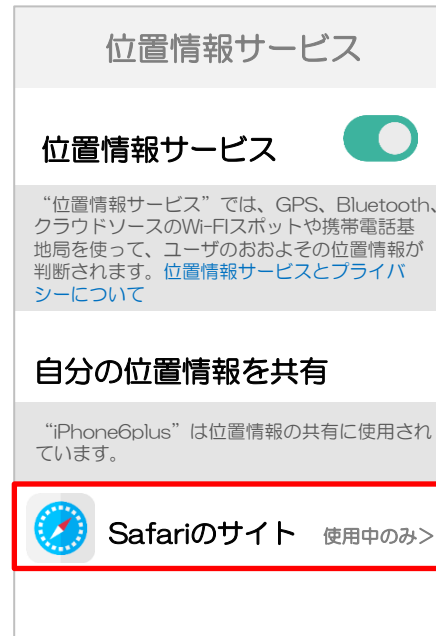 位置情報サービス
位置情報サービス
“位置情報サービス”では、GPS、Bluetooth、
クラウドソースのWi-FIスポットや携帯電話基
地局を使って、ユーザのおおよその位置情報が
判断されます。位置情報サービスとプライバ
シーについて
自分の位置情報を共有
“iPhone6plus”は位置情報の共有に使用され
ています。
Safariのサイト 使用中のみ>